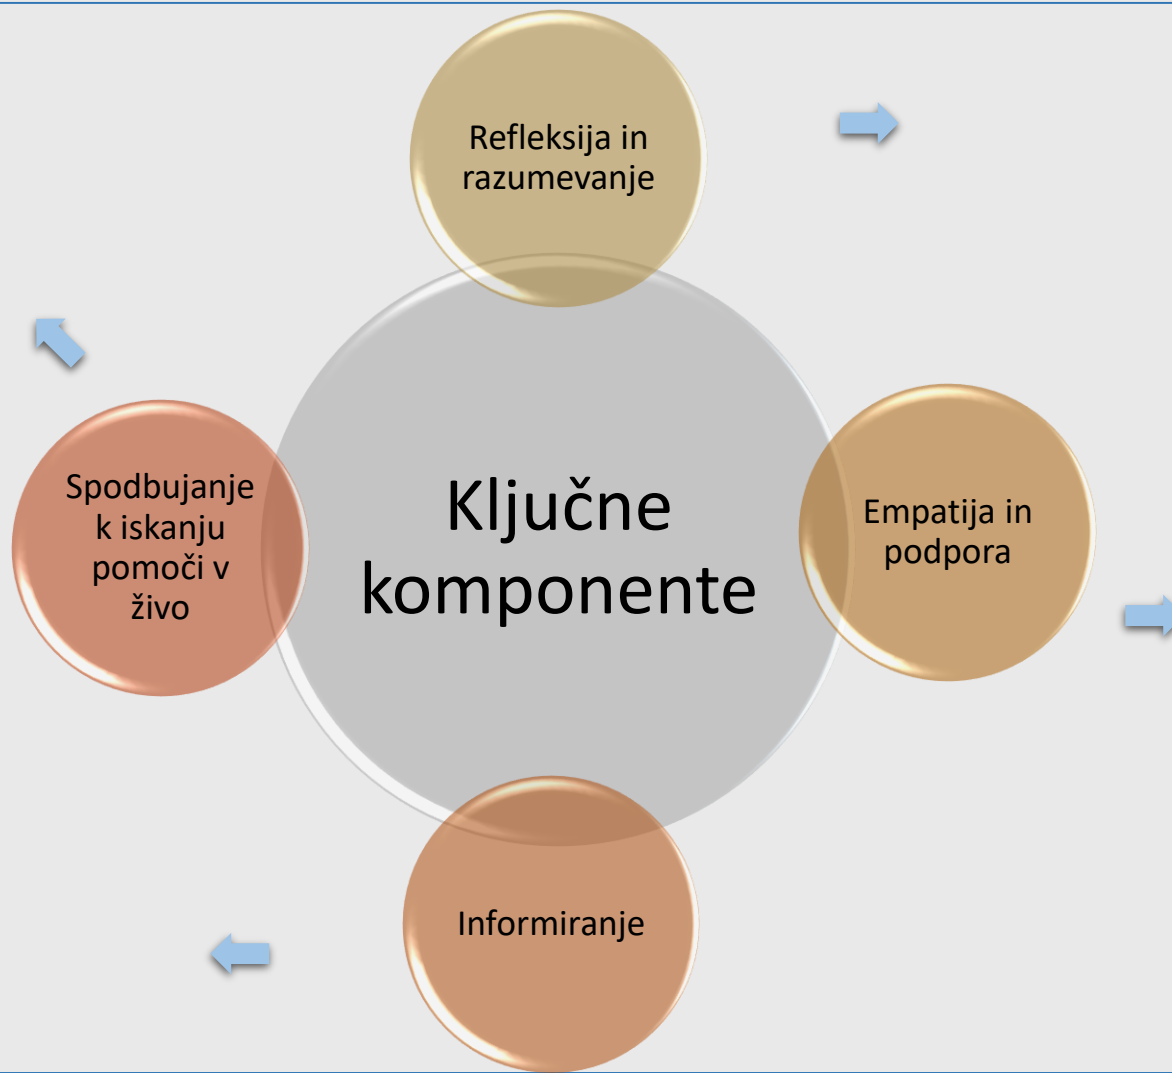 Refleksija in
razumevanje
Spodbujanje
k iskanju
pomoči v
živo
Ključne
komponente
Empatija in
podpora
Informiranje